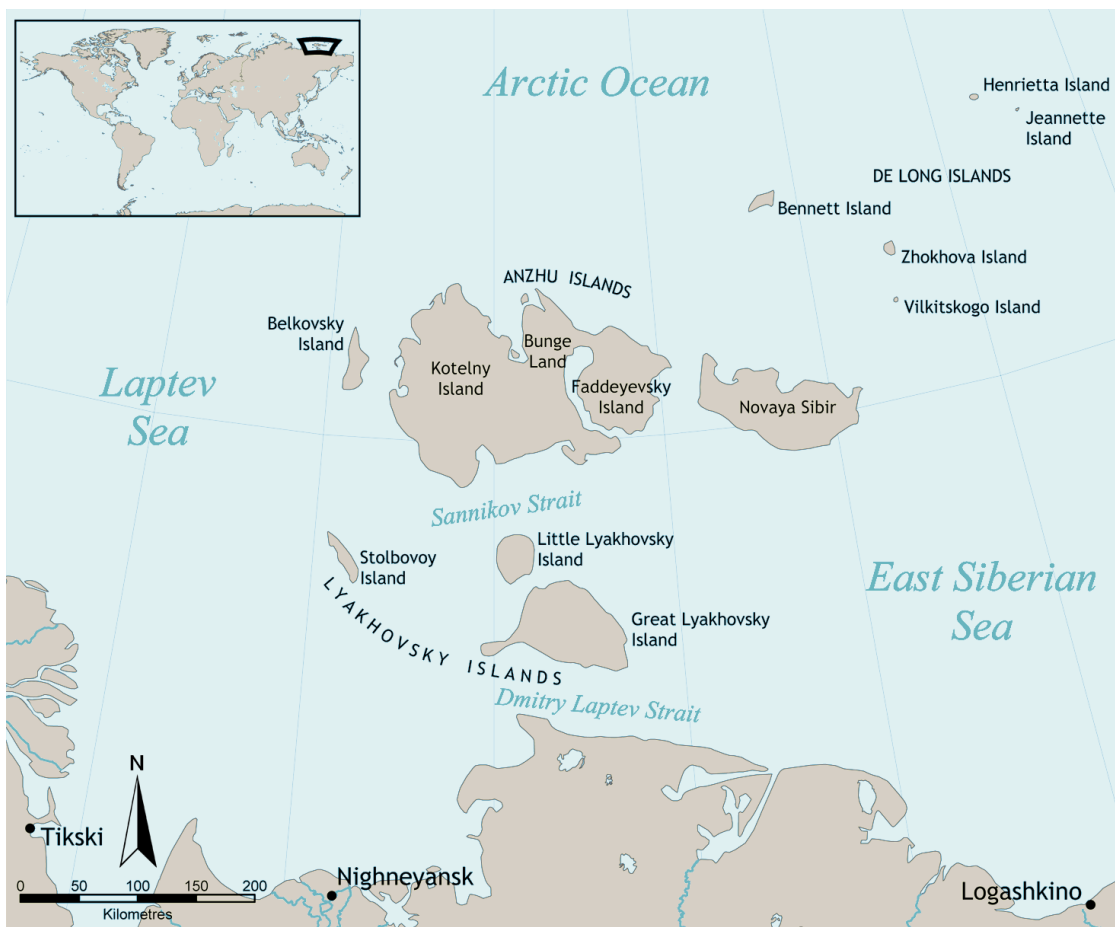 Arctic Ocean
Henrietta Island
Jeannette
Island
DE LONG ISLANDS
Bennett Island
Zhokhova Island
Vilkitskogo Island
ANZHU ISLANDS
Belkovsky
Island
Bunge
Land
Kotelny
Island
Faddeyevsky
Island
Novaya Sibir
Laptev
Sea
Sannikov Strait
Stolbovoy
Island
Little Lyakhovsky
Island
East Siberian
Sea
Great Lyakhovsky
Island
LYAKHOVSKY ISLANDS
Dmitry Laptev Strait
N
Tikski
Nighneyansk
Logashkino
0 50 100 150 200
Kilometres